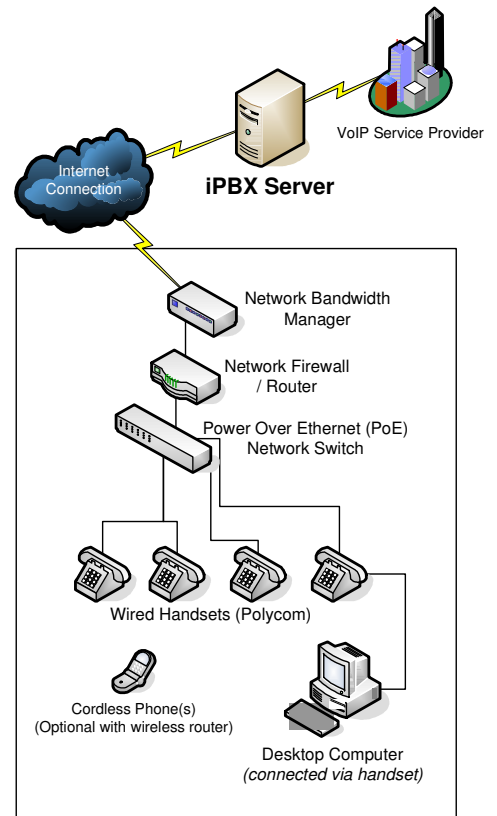 VoIP Service Provider
Internet
Connection
iPBX Server
Network Bandwidth
Manager
Network Firewall
/ Router
Power Over Ethernet (PoE)
Network Switch
Wired Handsets (Polycom)
Cordless Phone(s)
(Optional with wireless router)
Desktop Computer
(connected via handset)